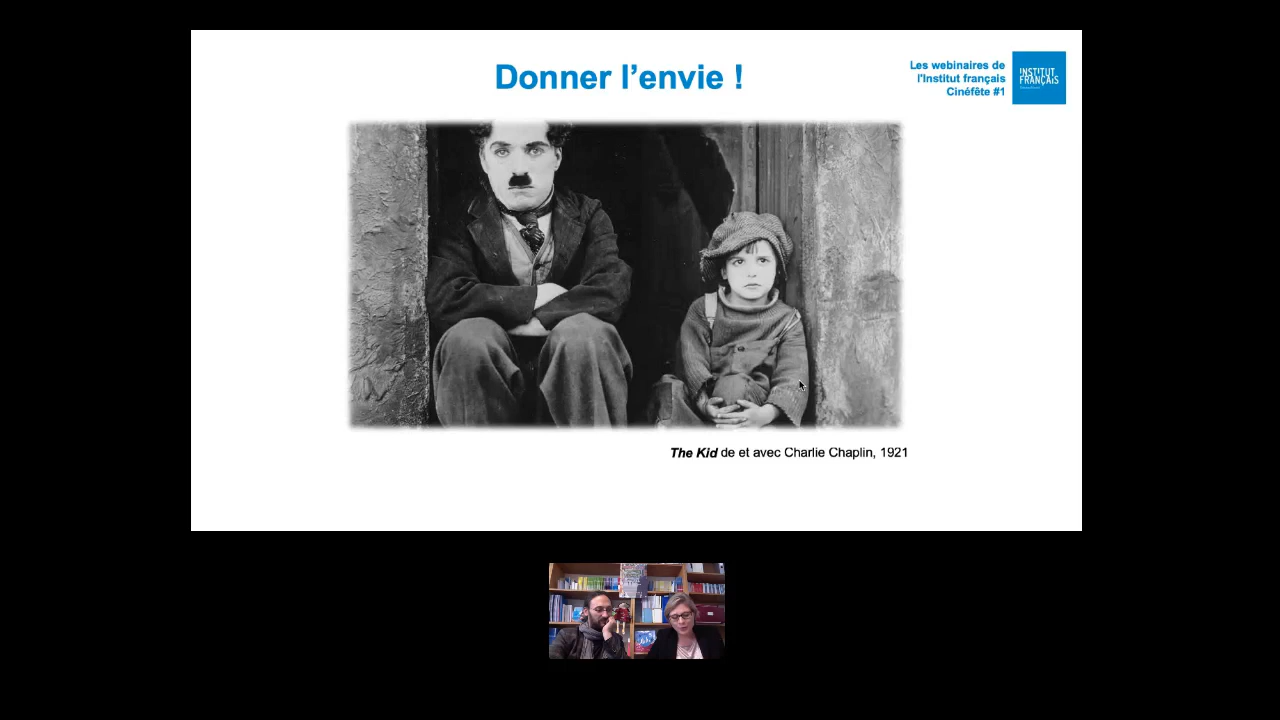 Donner l’envie !
Les webinaires de
l'Institut français
Cinéfête #1
INSTITUT
FRANÇAIS
The Kid de et avec Charlie Chaplin, 1921